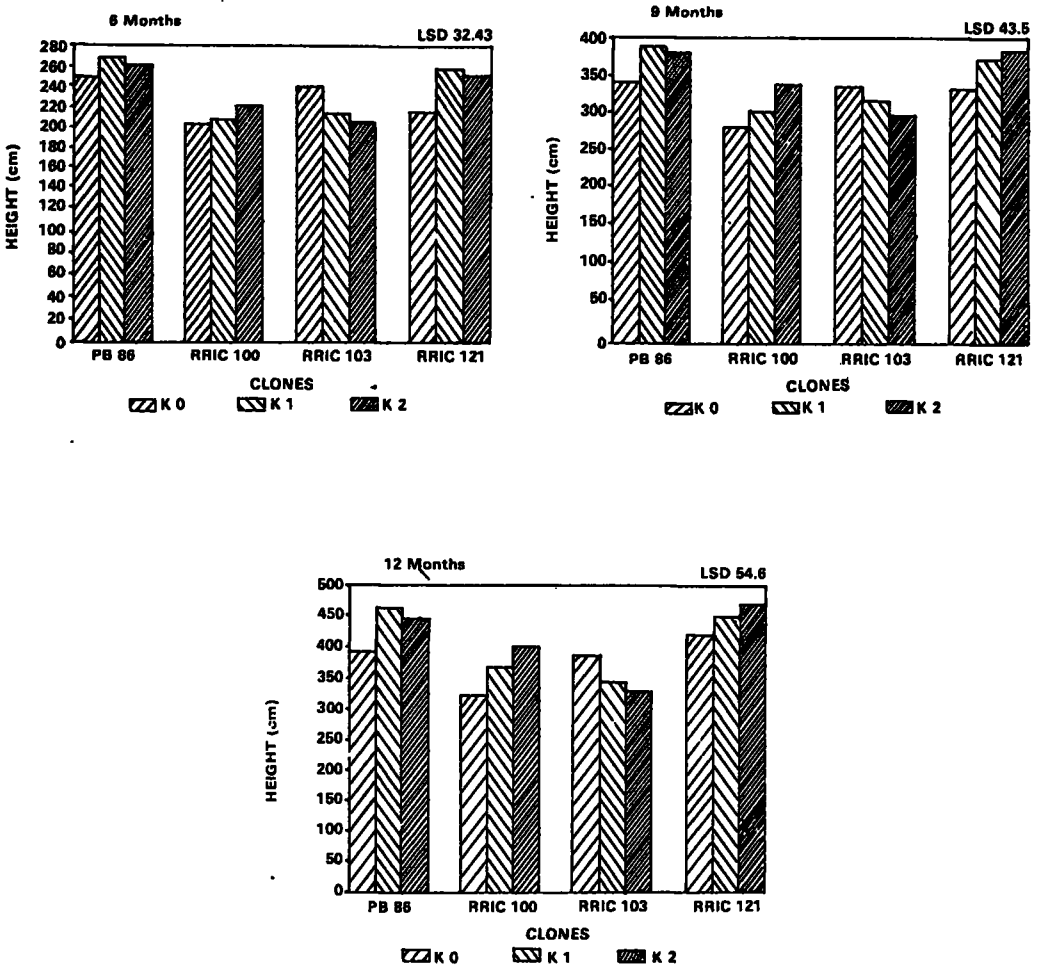 6 Months
LSD 32.43
280
260
240
220
200
180
160
140
120
100
80
60
40
20
0
HEIGHT (cm)
PB 86 RRIC 100 RRIC 103 RRIC 121
CLONES
K 0 K 1 K 2
9 Months
LSD 43.5
400
350
300
250
200
150
100
50
0
HEIGHT (cm)
PB 86 RRIC 100 RRIC 103 RRIC 121
CLONES
K 0 K 1 K 2
12 Months
LSD 54.6
500
450
400
350
300
250
200
150
100
50
0
HEIGHT (cm)
PB 86 RRIC 100 RRIC 103 RRIC 121
CLONES
K 0 K 1 K 2